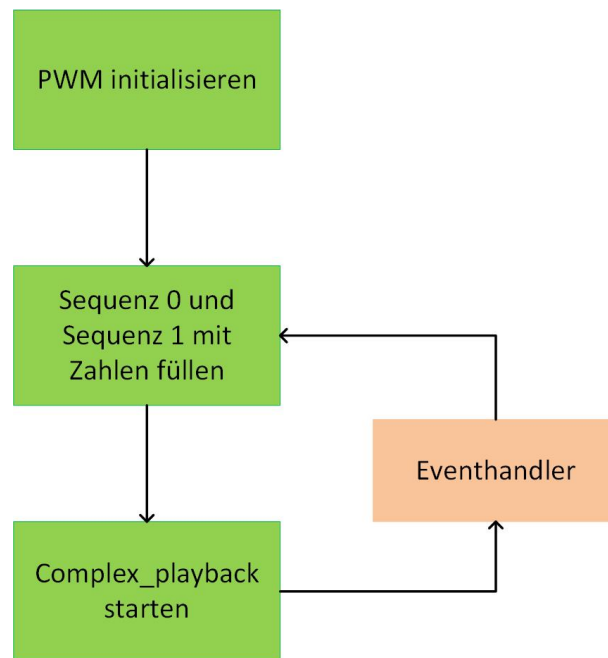 PWM initialisieren
Sequenz 0 und
Sequenz 1 mit
Zahlen füllen
Eventhandler
Complex_playback
starten